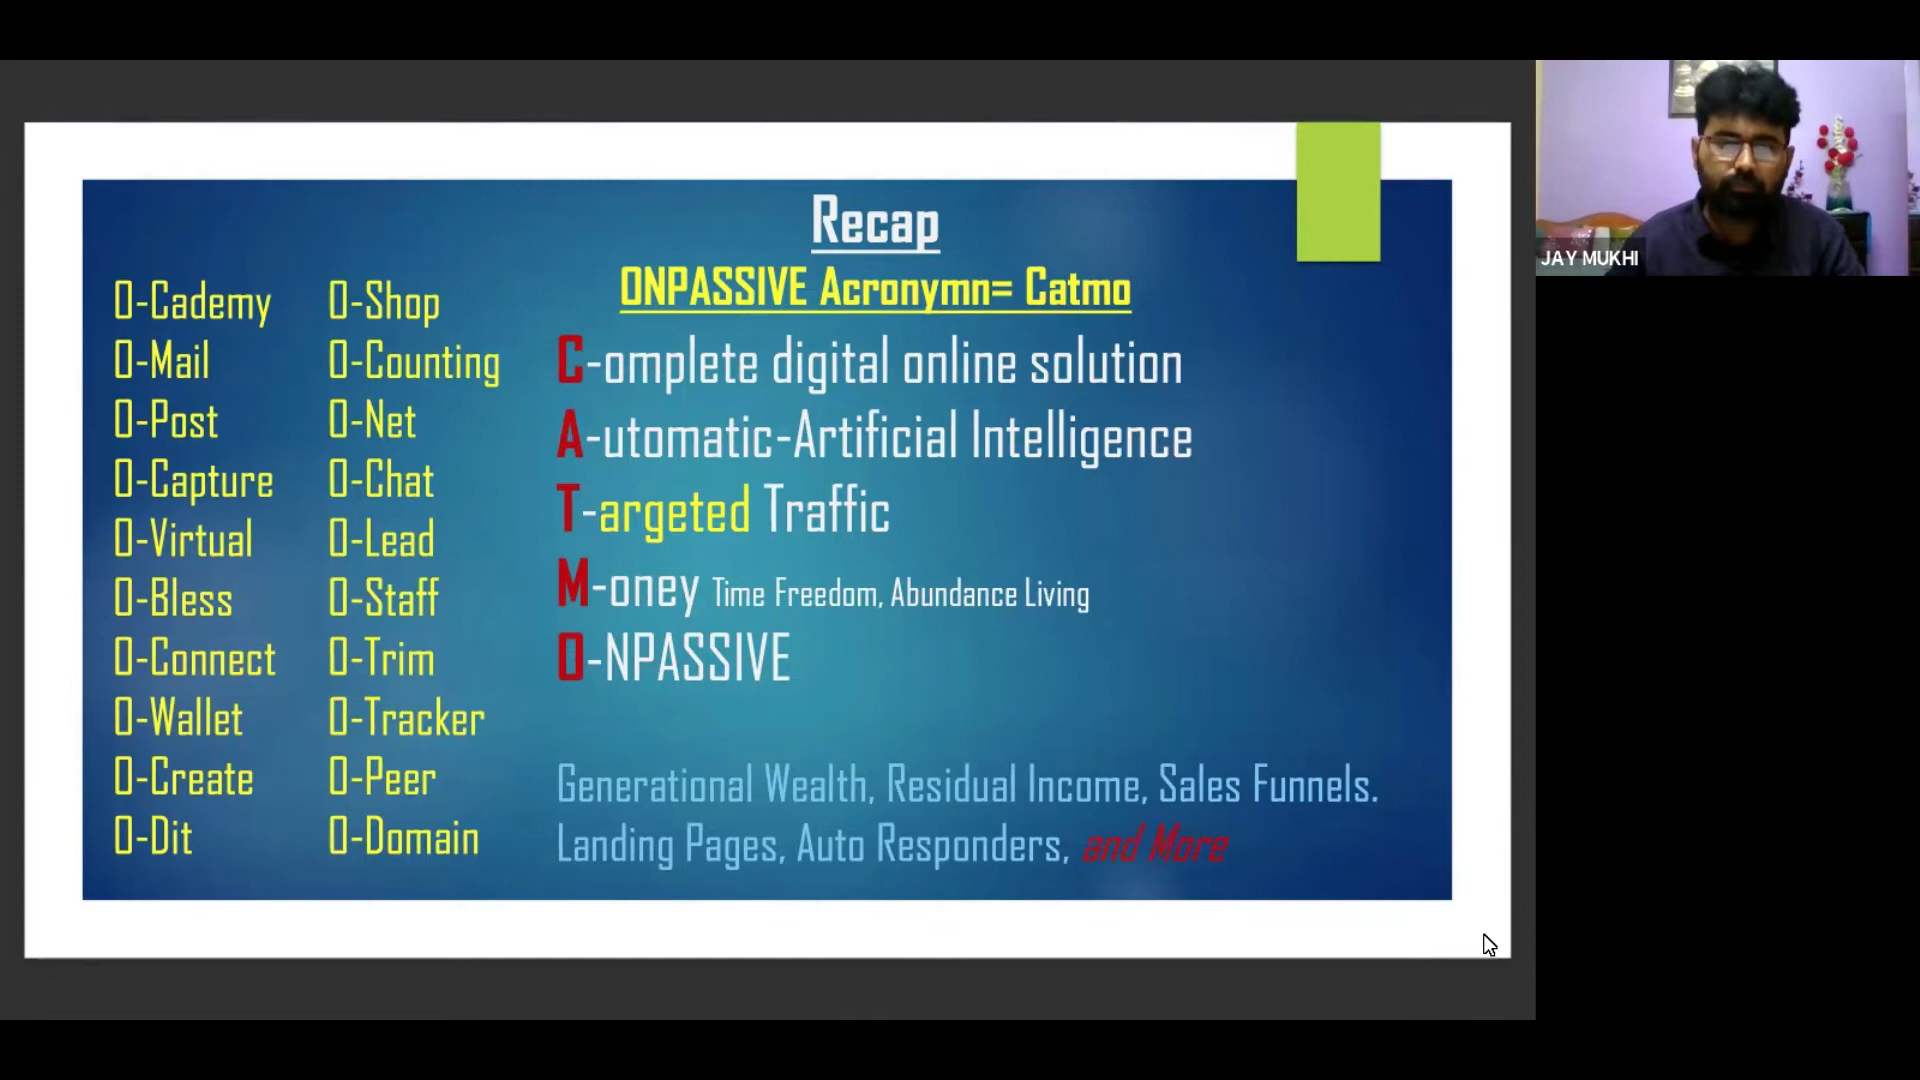 Recap
ONPASSIVE Acronymn= Catmo
O-Cademy
O-Mail
O-Post
O-Capture
O-Virtual
O-Bless
O-Connect
O-Wallet
O-Create
O-Dit
O-Shop
O-Counting
O-Net
O-Chat
O-Lead
O-Staff
O-Trim
O-Tracker
O-Peer
O-Domain
C-omplete digital online solution
A-utomatic-Artificial Intelligence
T-argeted Traffic
M-oney Time Freedom, Abundance Living
O-NPASSIVE
Generational Wealth, Residual Income, Sales Funnels.
Landing Pages, Auto Responders, and More
JAY MUKHI